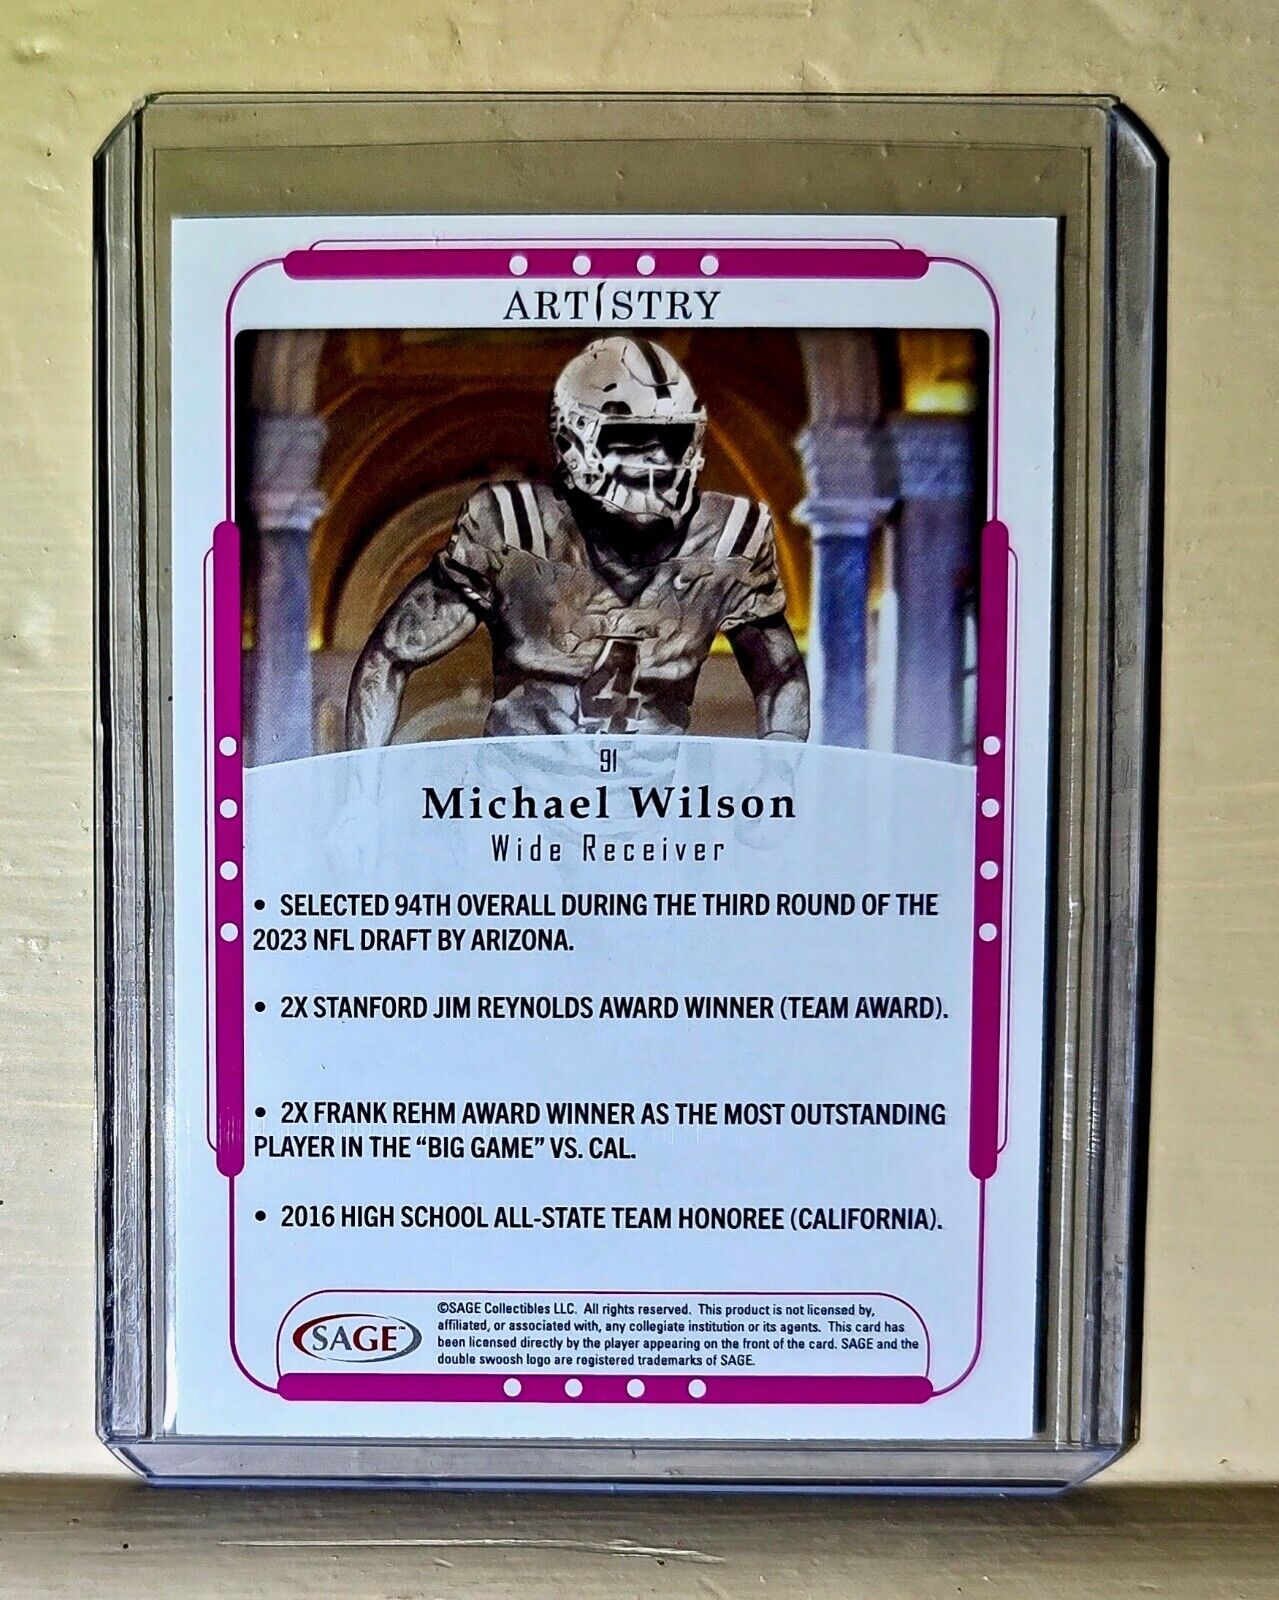 ARTISTRY
91
Michael Wilson
Wide Receiver
• SELECTED 94TH OVERALL DURING THE THIRD ROUND OF THE
2023 NFL DRAFT BY ARIZONA.
• 2X STANFORD JIM REYNOLDS AWARD WINNER (TEAM AWARD).
• 2X FRANK REHM AWARD WINNER AS THE MOST OUTSTANDING
PLAYER IN THE “BIG GAME” VS. CAL.
• 2016 HIGH SCHOOL ALL-STATE TEAM HONOREE (CALIFORNIA).
SAGE™
©SAGE Collectibles LLC. All rights reserved. This product is not licensed by,
affiliated, or associated with, any collegiate institution or its agents. This card has
been licensed directly by the player appearing on the front of the card. SAGE and the
double swoosh logo are registered trademarks of SAGE.